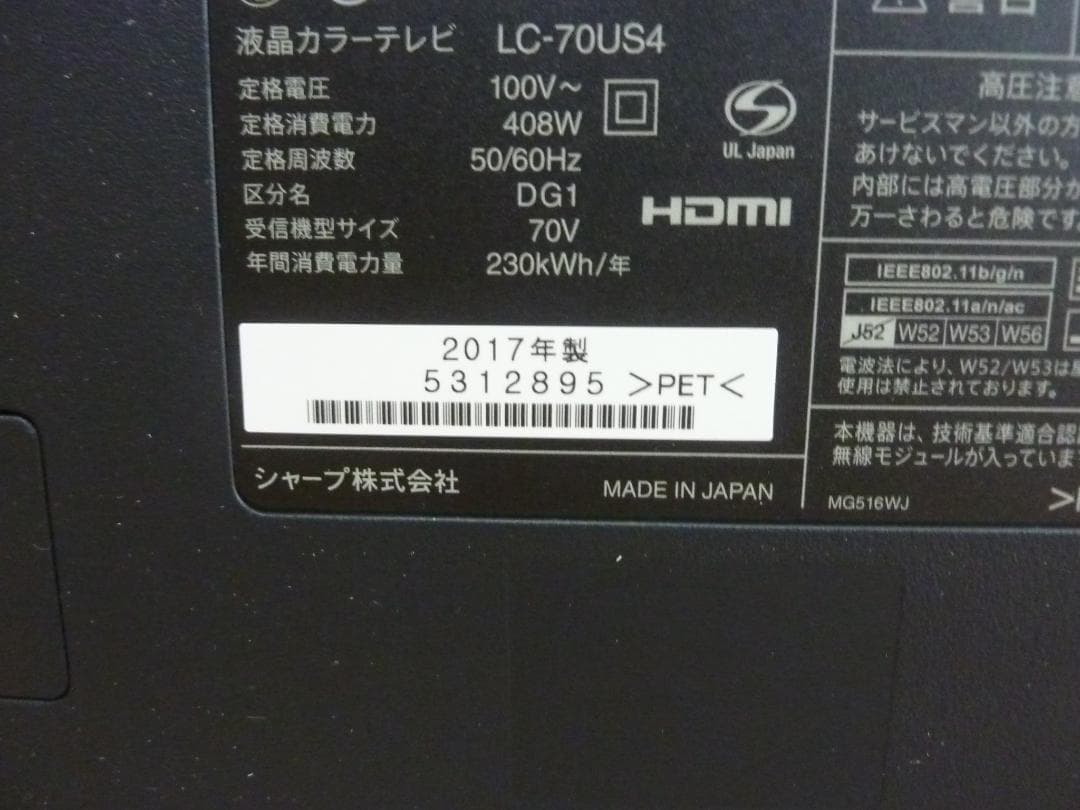 液晶カラーテレビ LC-70US4
定格電圧 100V～
定格消費電力 408W
定格周波数 50/60Hz
区分名 DG1
受信機型サイズ 70V
年間消費電力量 230kWh/年
UL Japan
HDMI
2017年製
5312895 >PET<
シャープ株式会社
MADE IN JAPAN
警告
高圧注意
サービスマン以外の方
あけないでください。
内部には高電圧部分が
万一さわると危険です
IEEE802.11b/g/n
IEEE802.11a/n/ac
J52 W52 W53 W56
電波法により、W52/W53は屋
使用は禁止されております。
本機器は、技術基準適合認
無線モジュールが入っていま
MG516WJ